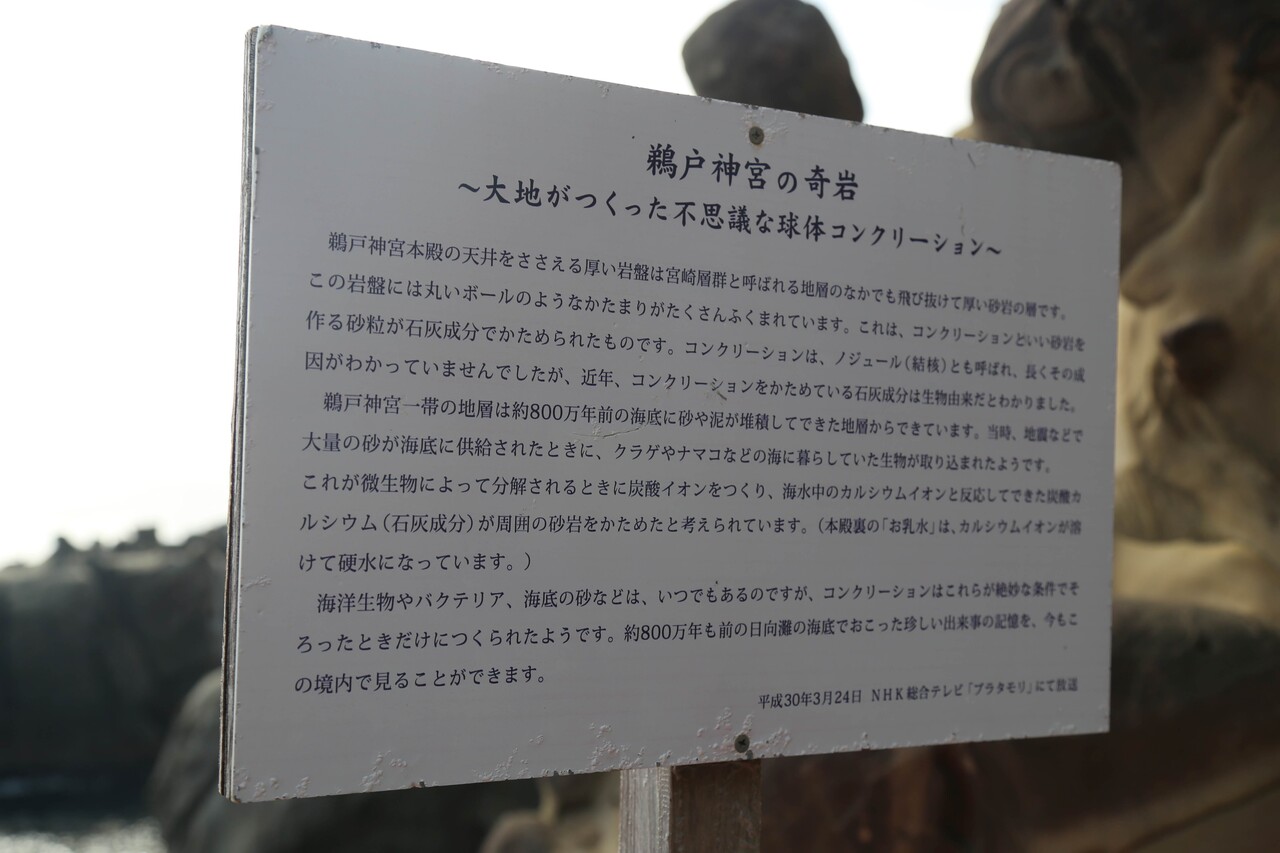 鵜戸神宮の奇岩
～大地がつくった不思議な球体コンクリーション～
鵜戸神宮本殿の天井をささえる厚い岩盤は宮崎層群と呼ばれる地層のなかでも飛び抜けて厚い砂岩の層です。
この岩盤には丸いボールのようなかたまりがたくさんふくまれています。これは、コンクリーションといい砂岩を
作る砂粒が石灰成分でかためられたものです。コンクリーションは、ノジュール（結核）とも呼ばれ、長くその成
因がわかっていませんでしたが、近年、コンクリーションをかためている石灰成分は生物由来だとわかりました。
鵜戸神宮一帯の地層は約800万年前の海底に砂や泥が堆積してできた地層からできています。当時、地震などで
大量の砂が海底に供給されたときに、クラゲやナマコなどの海に暮らしていた生物が取り込まれたようです。
これが微生物によって分解されるときに炭酸イオンをつくり、海水中のカルシウムイオンと反応してできた炭酸カ
ルシウム（石灰成分）が周囲の砂岩をかためたと考えられています。（本殿裏の「お乳水」は、カルシウムイオンが溶
けて硬水になっています。）
海洋生物やバクテリア、海底の砂などは、いつでもあるのですが、コンクリーションはこれらが絶妙な条件でそ
ろったときだけにつくられたようです。約800万年も前の日向灘の海底でおこった珍しい出来事の記憶を、今もこ
の境内で見ることができます。
平成30年3月24日　NHK総合テレビ「ブラタモリ」にて放送